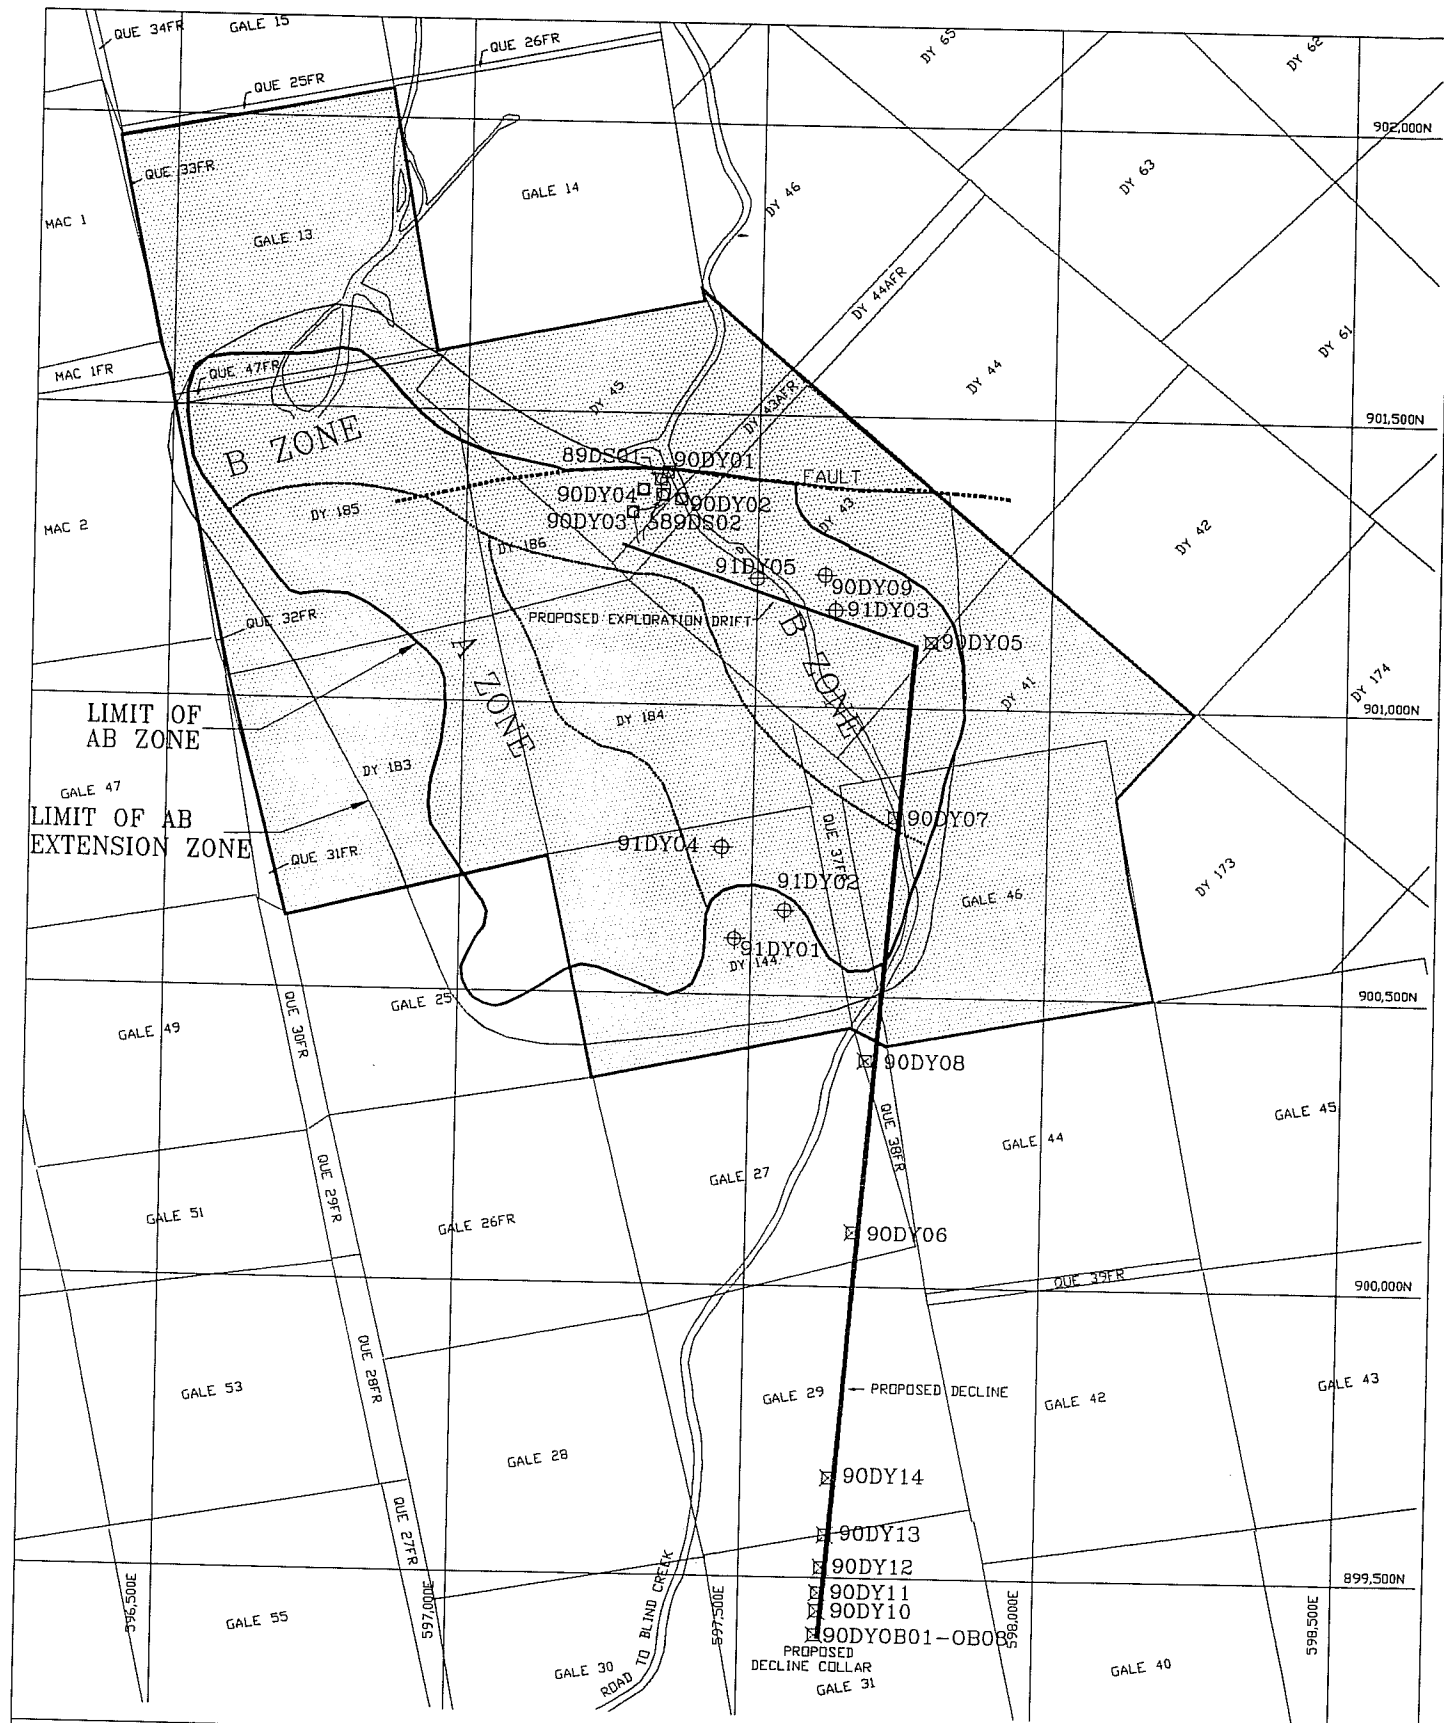 QUE 34FR
GALE 15
QUE 26FR
DY 65
DY 62
QUE 25FR
902,000N
QUE 33FR
GALE 14
DY 46
DY 63
MAC 1
GALE 13
DY 44AFR
DY 61
MAC 1FR
QUE 47FR
DY 45
DY 43AFR
DY 44
901,500N
B ZONE
89DS01
90DY01
FAULT
90DY04
90DY02
DY 185
90DY03
S89DS02
DY 43
MAC 2
DY 42
DY 186
91DY05
90DY09
91DY03
QUE 32FR
PROPOSED EXPLORATION DRIFT
90DY05
A ZONE
B ZONE
DY 41
DY 174
LIMIT OF
AB ZONE
DY 184
901,000N
DY 183
GALE 47
LIMIT OF AB
EXTENSION ZONE
90DY07
QUE 37FR
91DY04
QUE 31FR
91DY02
DY 173
GALE 46
91DY01
DY 144
GALE 25
900,500N
GALE 49
QUE 30FR
90DY08
GALE 45
QUE 38FR
GALE 44
GALE 27
QUE 29FR
GALE 51
GALE 26FR
90DY06
QUE 39FR
900,000N
QUE 28FR
GALE 53
GALE 29
PROPOSED DECLINE
GALE 42
GALE 43
GALE 28
90DY14
QUE 27FR
90DY13
90DY12
899,500N
90DY11
90DY10
90DYOB01-OB08
596,500E
597,000E
597,500E
598,000E
598,500E
GALE 55
ROAD TO BLIND CREEK
PROPOSED
DECLINE COLLAR
GALE 30
GALE 31
GALE 40